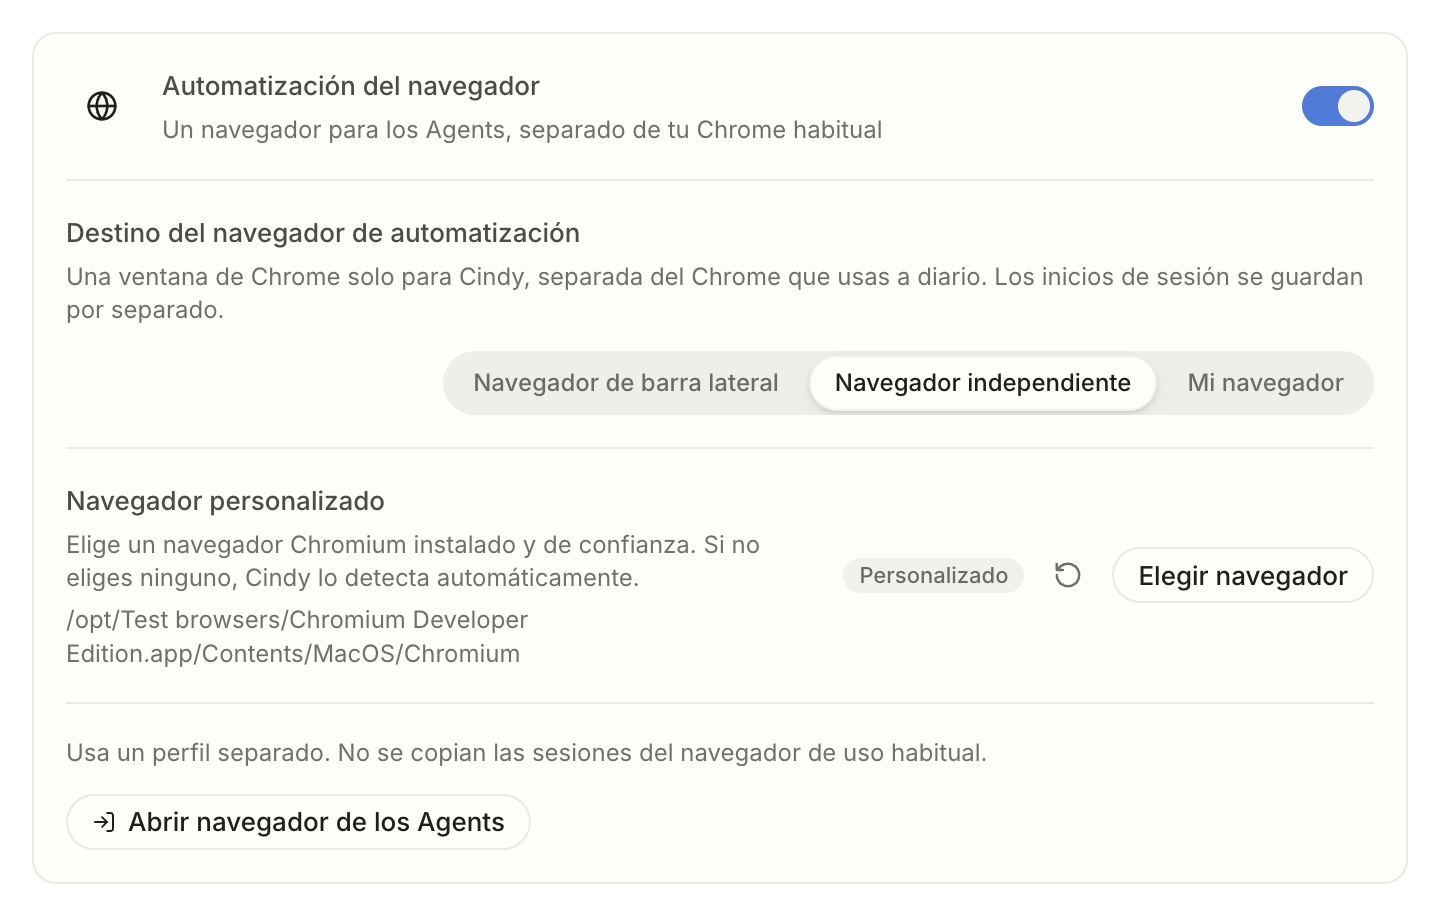 Automatización del navegador
Un navegador para los Agents, separado de tu Chrome habitual
Destino del navegador de automatización
Una ventana de Chrome solo para Cindy, separada del Chrome que usas a diario. Los inicios de sesión se guardan
por separado.
Navegador de barra lateral
Navegador independiente
Mi navegador
Navegador personalizado
Elige un navegador Chromium instalado y de confianza. Si no
eliges ninguno, Cindy lo detecta automáticamente.
/opt/Test browsers/Chromium Developer
Edition.app/Contents/MacOS/Chromium
Personalizado
Elegir navegador
Usa un perfil separado. No se copian las sesiones del navegador de uso habitual.
Abrir navegador de los Agents